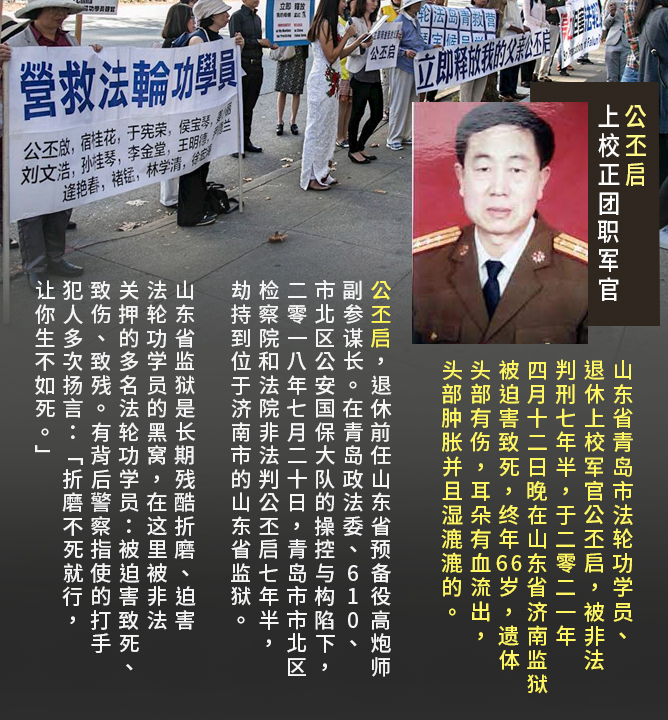 營救法輪功學員
公丕啟，宿桂花，于宪荣，侯宝琴，
刘文浩，孙桂琴，李金堂，王明德，
逄艳春，褚铉，林学清，
立即释放我的父亲公丕启
公丕启
公丕启
上校正团职军官
山东省青岛市法轮功学员、
退休上校军官公丕启，被非法
判刑七年半，于二零二一年
四月十二日晚在山东省济南监狱
被迫害致死，终年66岁，遗体
头部有伤，耳朵有血流出，
头部肿胀并且湿漉漉的。
公丕启，退休前任山东省预备役高炮师
副参谋长。在青岛政法委、610、
市北区公安国保大队的操控与构陷下，
二零一八年七月二十日，青岛市市北区
检察院和法院非法判公丕启七年半，
劫持到位于济南市的山东省监狱。
山东省监狱是长期残酷折磨、迫害
法轮功学员的黑窝，在这里被非法
关押的多名法轮功学员：被迫害致死、
致伤、致残。有背后警察指使的打手
犯人多次扬言：「折磨不死就行，
让你生不如死。」